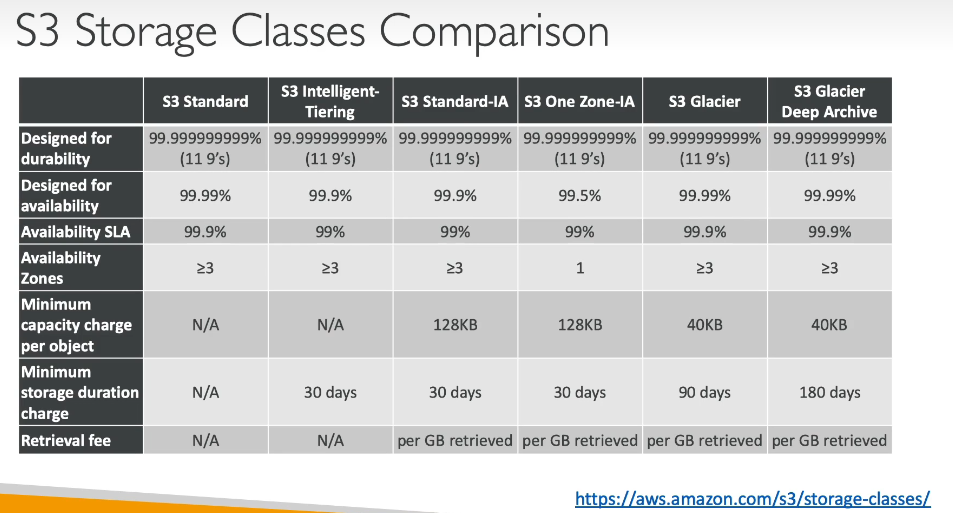 S3 Storage Classes Comparison
S3 Standard
S3 Intelligent-
Tiering
S3 Standard-IA
S3 One Zone-IA
S3 Glacier
S3 Glacier
Deep Archive
Designed for
durability
99.999999999%
(11 9’s)
99.999999999%
(11 9’s)
99.999999999%
(11 9’s)
99.999999999%
(11 9’s)
99.999999999%
(11 9’s)
99.999999999%
(11 9’s)
Designed for
availability
99.99%
99.9%
99.9%
99.5%
99.99%
99.99%
Availability SLA
99.9%
99%
99%
99%
99.9%
99.9%
Availability
Zones
≥3
≥3
≥3
1
≥3
≥3
Minimum
capacity charge
per object
N/A
N/A
128KB
128KB
40KB
40KB
Minimum
storage duration
charge
N/A
30 days
30 days
30 days
90 days
180 days
Retrieval fee
N/A
N/A
per GB retrieved
per GB retrieved
per GB retrieved
per GB retrieved
https://aws.amazon.com/s3/storage-classes/